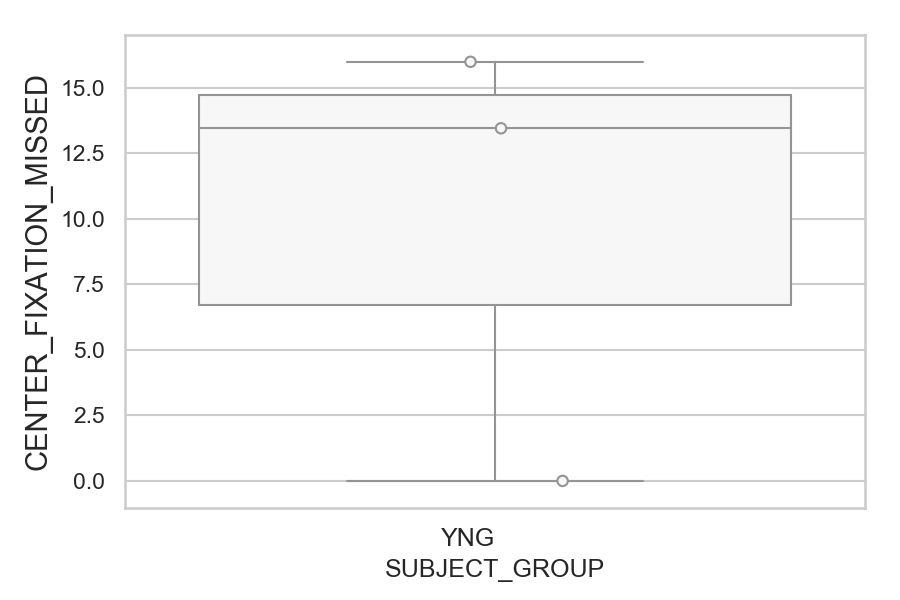 CENTER_FIXATION_MISSED
15.0
12.5
10.0
7.5
5.0
2.5
0.0
YNG
SUBJECT_GROUP